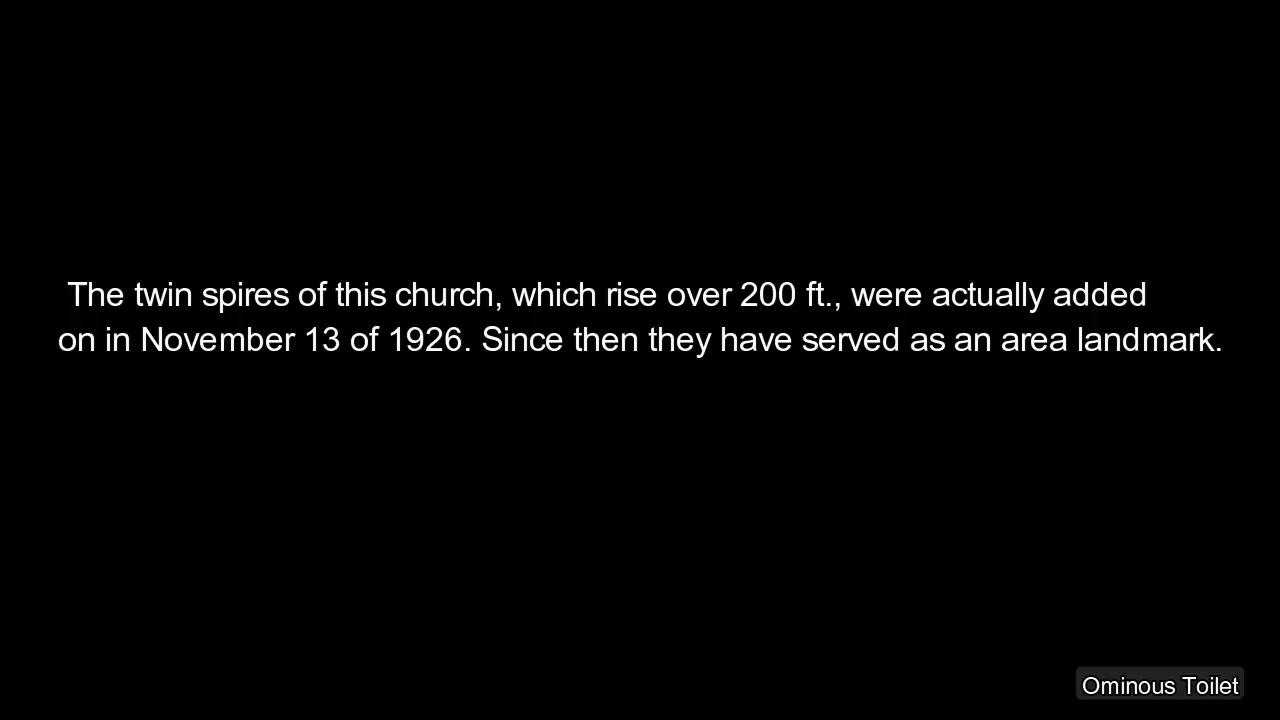 The twin spires of this church, which rise over 200 ft., were actually added
on in November 13 of 1926. Since then they have served as an area landmark.
Ominous Toilet